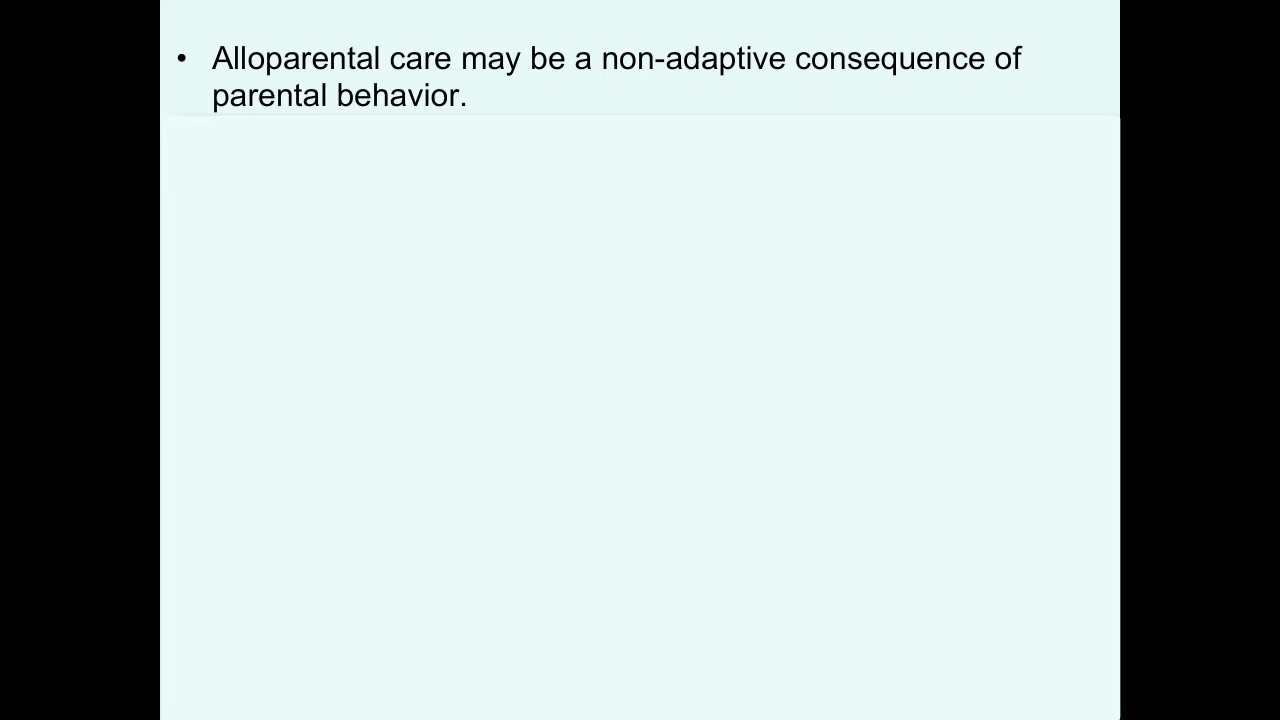 • Alloparental care may be a non-adaptive consequence of
parental behavior.